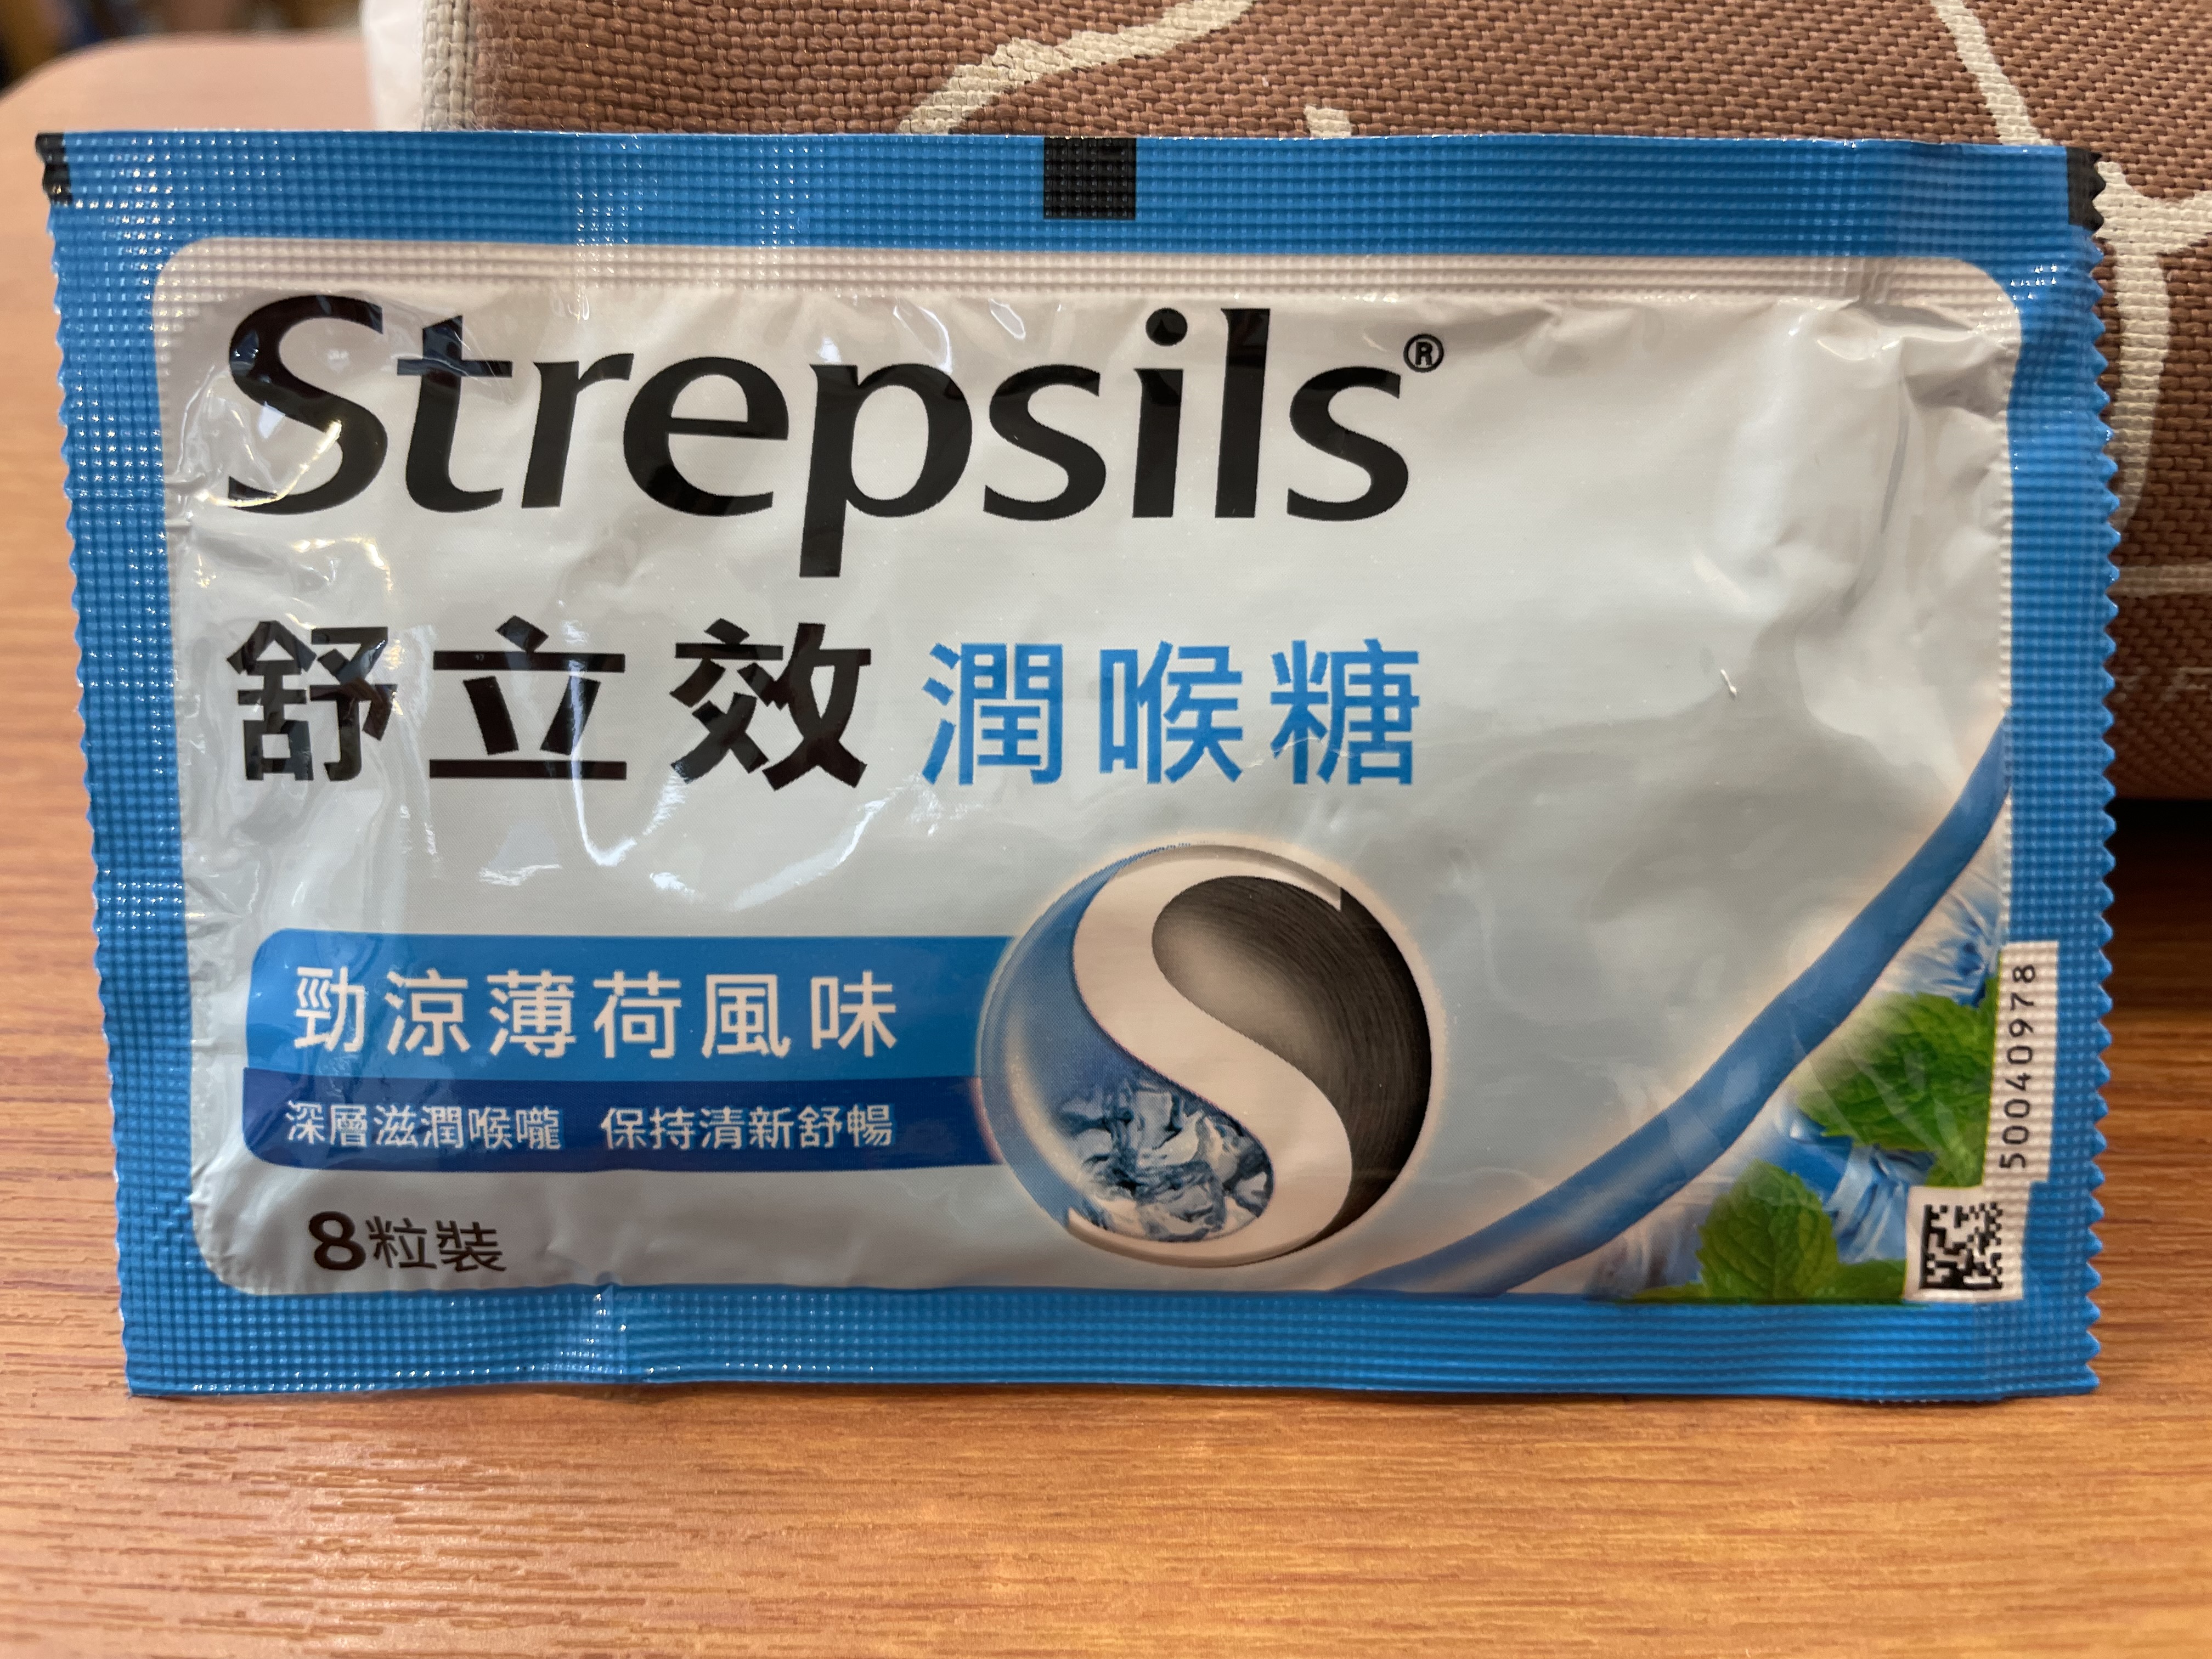 Strepsils®
舒立效 潤喉糖
勁涼薄荷風味
深層滋潤喉嚨 保持清新舒暢
8粒裝
50040978